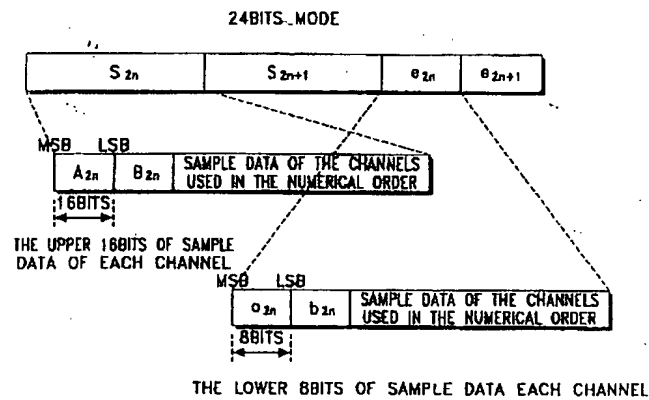 24BITS_MODE
S2n S2n+1 e2n e2n+1
MSB LSB
A2n B2n SAMPLE DATA OF THE CHANNELS
USED IN THE NUMERICAL ORDER
16BITS
THE UPPER 16BITS OF SAMPLE
DATA OF EACH CHANNEL
MSB LSB
a2n b2n SAMPLE DATA OF THE CHANNELS
USED IN THE NUMERICAL ORDER
8BITS
THE LOWER 8BITS OF SAMPLE DATA EACH CHANNEL